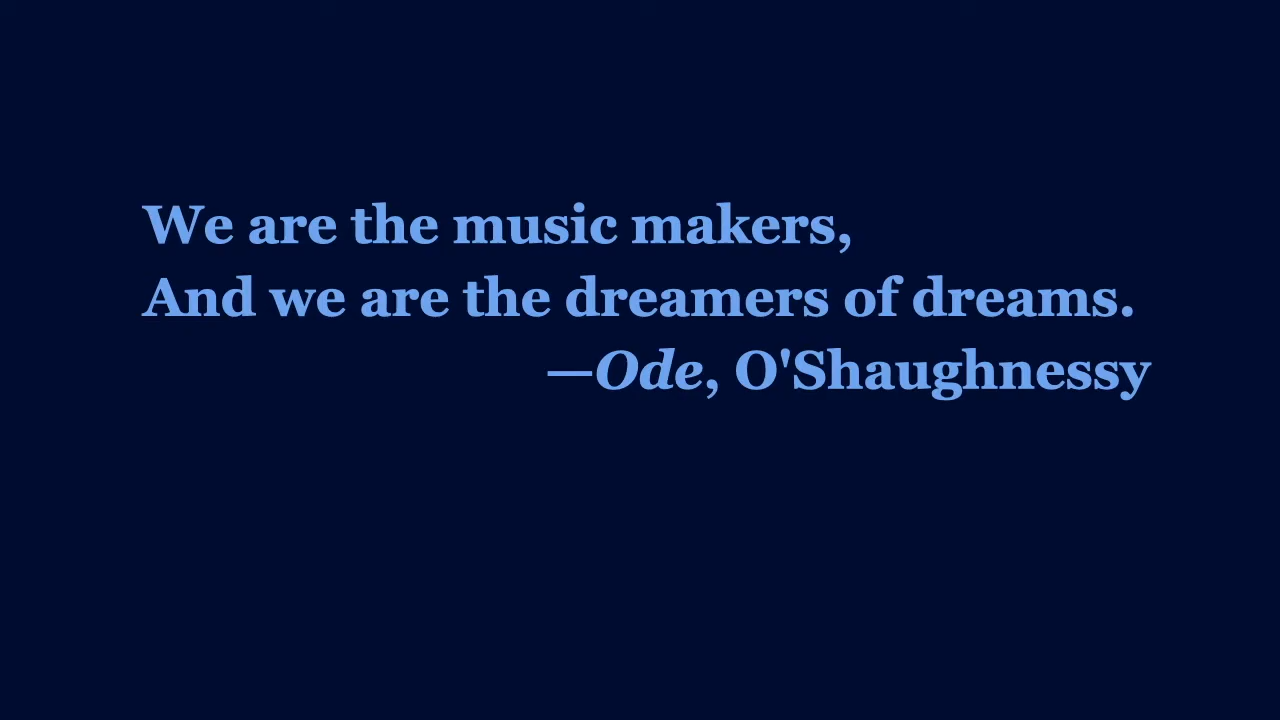 We are the music makers,
And we are the dreamers of dreams.
—Ode, O'Shaughnessy